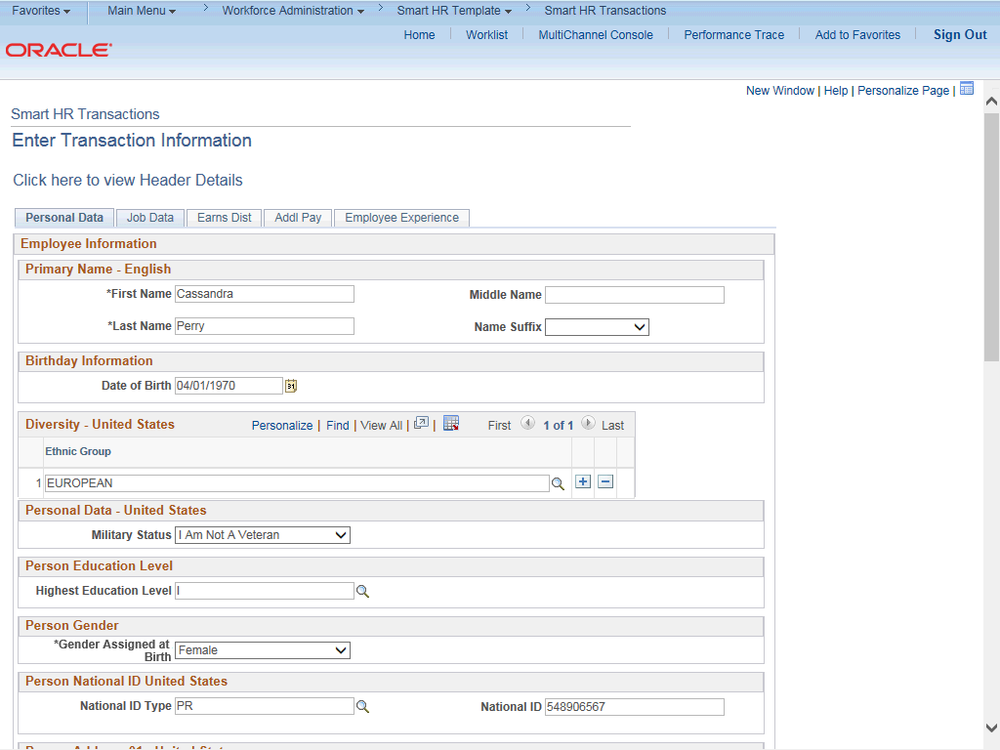 Favorites Main Menu > Workforce Administration > Smart HR Template > Smart HR Transactions
Home Worklist MultiChannel Console Performance Trace Add to Favorites Sign Out
ORACLE
New Window | Help | Personalize Page |
Smart HR Transactions
Enter Transaction Information
Click here to view Header Details
Personal Data Job Data Earns Dist Addl Pay Employee Experience
Employee Information
Primary Name - English
*First Name Cassandra Middle Name
*Last Name Perry Name Suffix
Birthday Information
Date of Birth 04/01/1970 31
Diversity - United States Personalize | Find | View All | | First 1 of 1 Last
Ethnic Group
1 EUROPEAN
Personal Data - United States
Military Status I Am Not A Veteran
Person Education Level
Highest Education Level I
Person Gender
*Gender Assigned at
Birth Female
Person National ID United States
National ID Type PR National ID 548906567